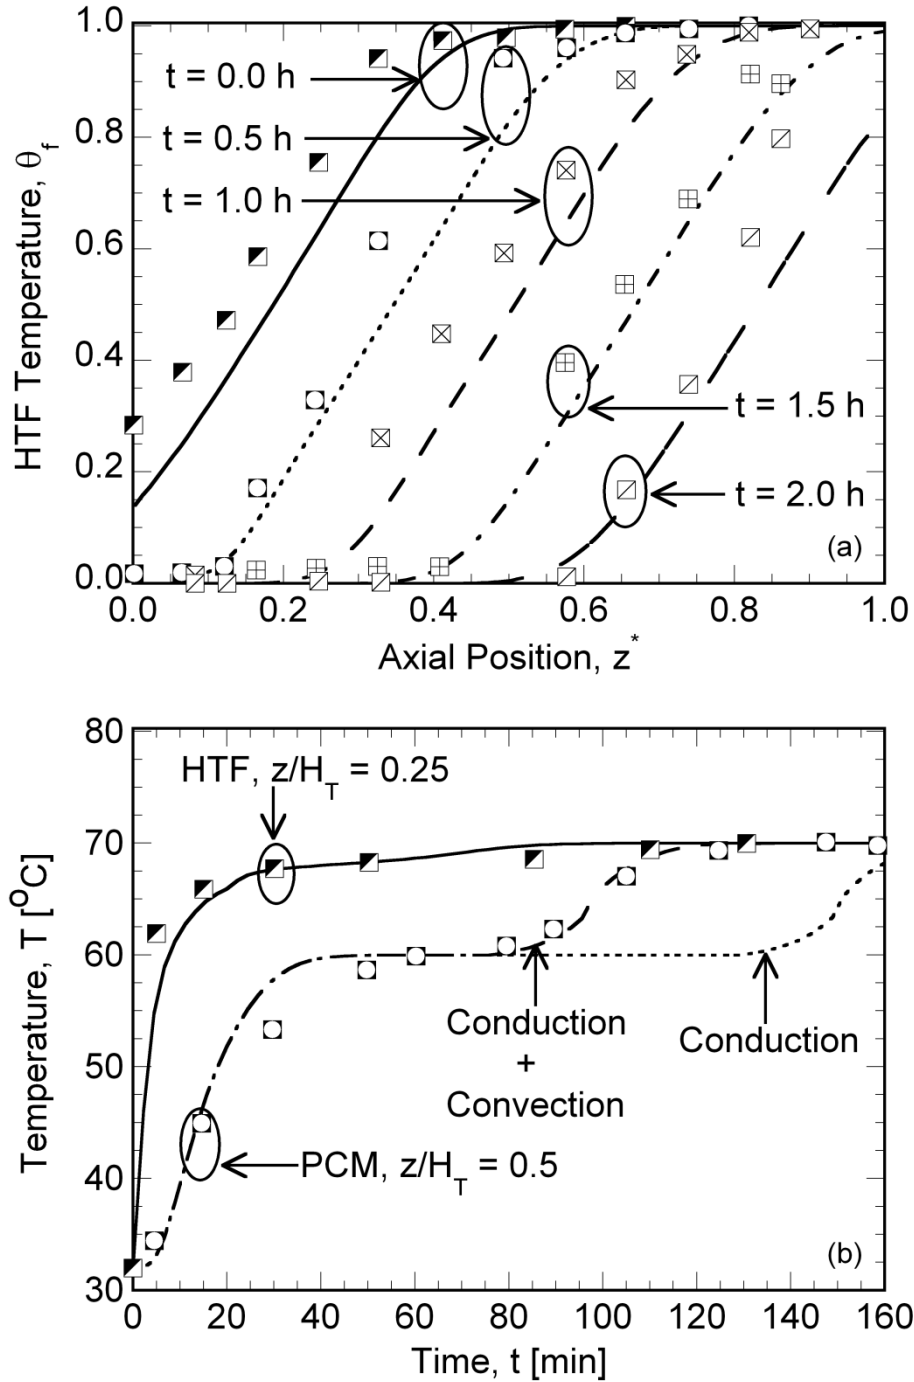 1.0
0.8
0.6
0.4
0.2
0.0
HTF Temperature, θf
t = 0.0 h
t = 0.5 h
t = 1.0 h
t = 1.5 h
t = 2.0 h
(a)
0.0 0.2 0.4 0.6 0.8 1.0
Axial Position, z*
80
70
60
50
40
30
Temperature, T [°C]
HTF, z/HT = 0.25
Conduction
+
Convection
Conduction
PCM, z/HT = 0.5
(b)
0 20 40 60 80 100 120 140 160
Time, t [min]